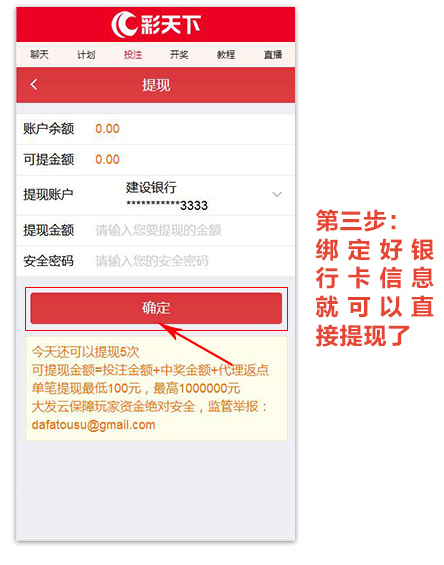 彩天下
聊天 计划 投注 开奖 教程 直播
提现
账户余额 0.00
可提金额 0.00
提现账户 建设银行
***********3333
提现金额 请输入您要提现的金额
安全密码 请输入您的安全密码
确定
今天还可以提现5次
可提现金额=投注金额+中奖金额+代理返点
单笔提现最低100元，最高1000000元
大发云保障玩家资金绝对安全，监管举报：
dafatousu@gmail.com
第三步：
绑定好银
行卡信息
就可以直
接提现了